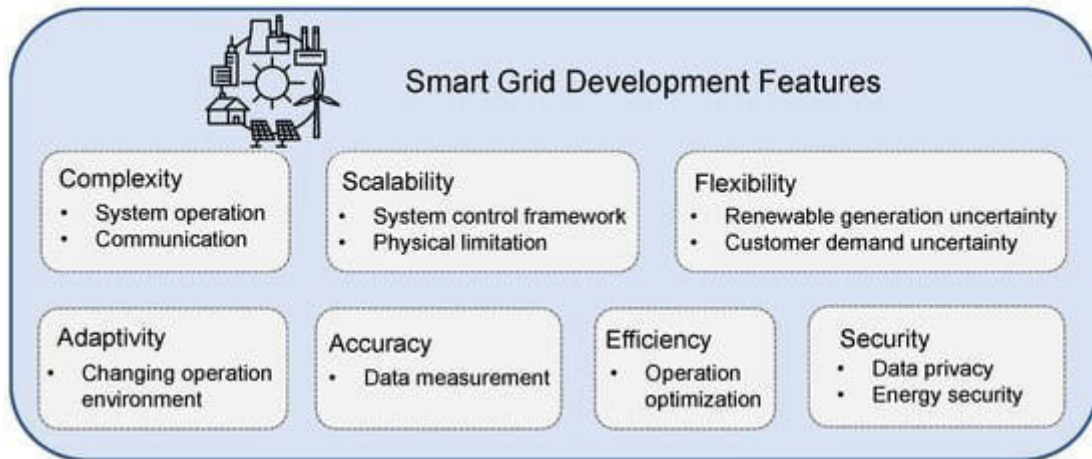 Smart Grid Development Features
Complexity
• System operation
• Communication
Scalability
• System control framework
• Physical limitation
Flexibility
• Renewable generation uncertainty
• Customer demand uncertainty
Adaptivity
• Changing operation
environment
Accuracy
• Data measurement
Efficiency
• Operation
optimization
Security
• Data privacy
• Energy security